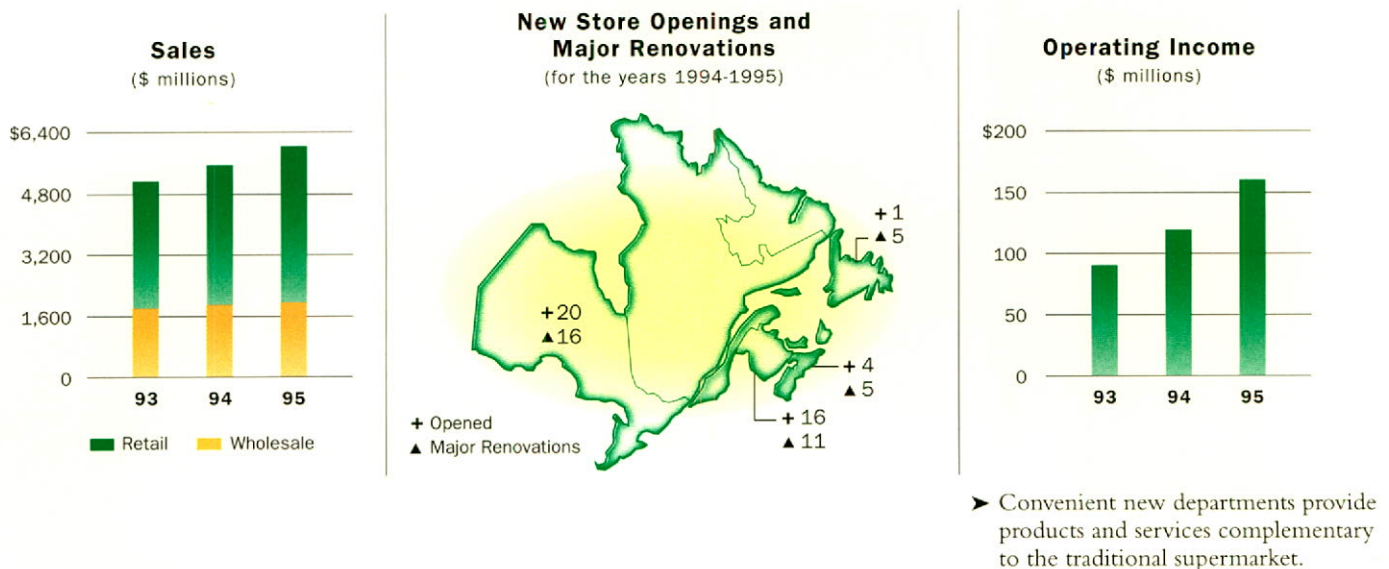 Sales
($ millions)
$6,400
4,800
3,200
1,600
0
93 94 95
Retail Wholesale
New Store Openings and
Major Renovations
(for the years 1994-1995)
+ 1
▲ 5
+ 20
▲ 16
+ 4
▲ 5
+ 16
▲ 11
+ Opened
▲ Major Renovations
Operating Income
($ millions)
$200
150
100
50
0
93 94 95
➤ Convenient new departments provide
products and services complementary
to the traditional supermarket.